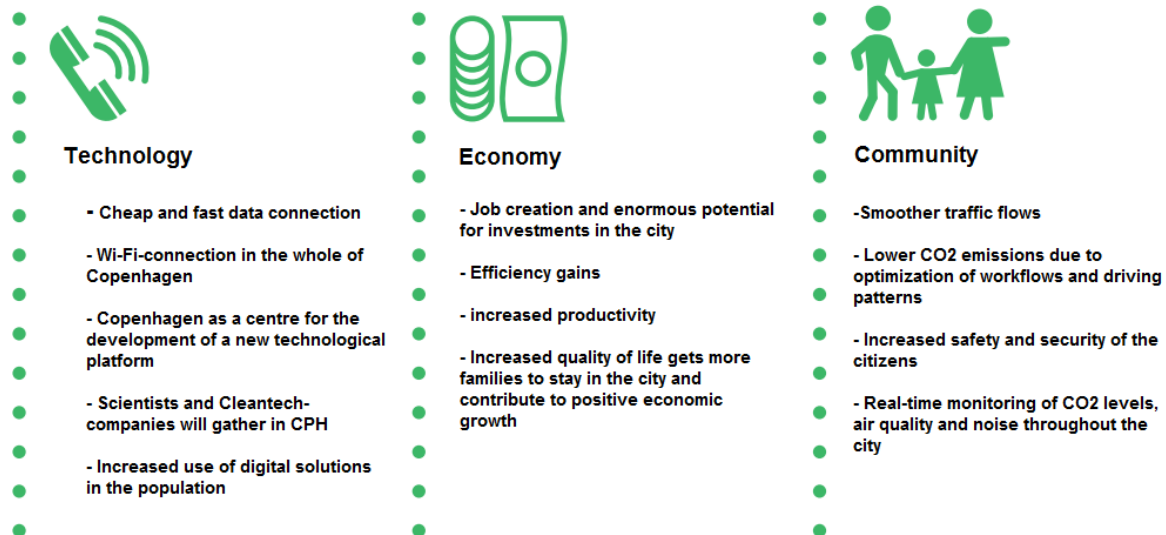 Technology
- Cheap and fast data connection
- Wi-Fi-connection in the whole of
Copenhagen
- Copenhagen as a centre for the
development of a new technological
platform
- Scientists and Cleantech-
companies will gather in CPH
- Increased use of digital solutions
in the population
Economy
- Job creation and enormous potential
for investments in the city
- Efficiency gains
- increased productivity
- Increased quality of life gets more
families to stay in the city and
contribute to positive economic
growth
Community
-Smoother traffic flows
- Lower CO2 emissions due to
optimization of workflows and driving
patterns
- Increased safety and security of the
citizens
- Real-time monitoring of CO2 levels,
air quality and noise throughout the
city